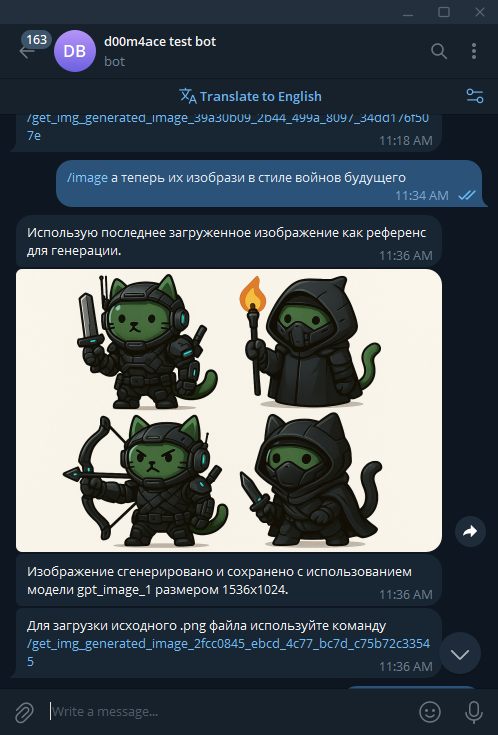 163
DB
d00m4ace test bot
bot
Translate to English
/get_img_generated_image_39a30b09_2b44_499a_8097_34dd176f50
7e
11:18 AM
/image а теперь их изобрази в стиле войнов будущего
11:34 AM
Использую последнее загруженное изображение как референс
для генерации.
11:36 AM
Изображение сгенерировано и сохранено с использованием
модели gpt_image_1 размером 1536x1024.
11:36 AM
Для загрузки исходного .png файла используйте команду
/get_img_generated_image_2fcc0845_ebcd_4c77_bc7d_c75b72c3354
5
11:36 AM
Write a message...